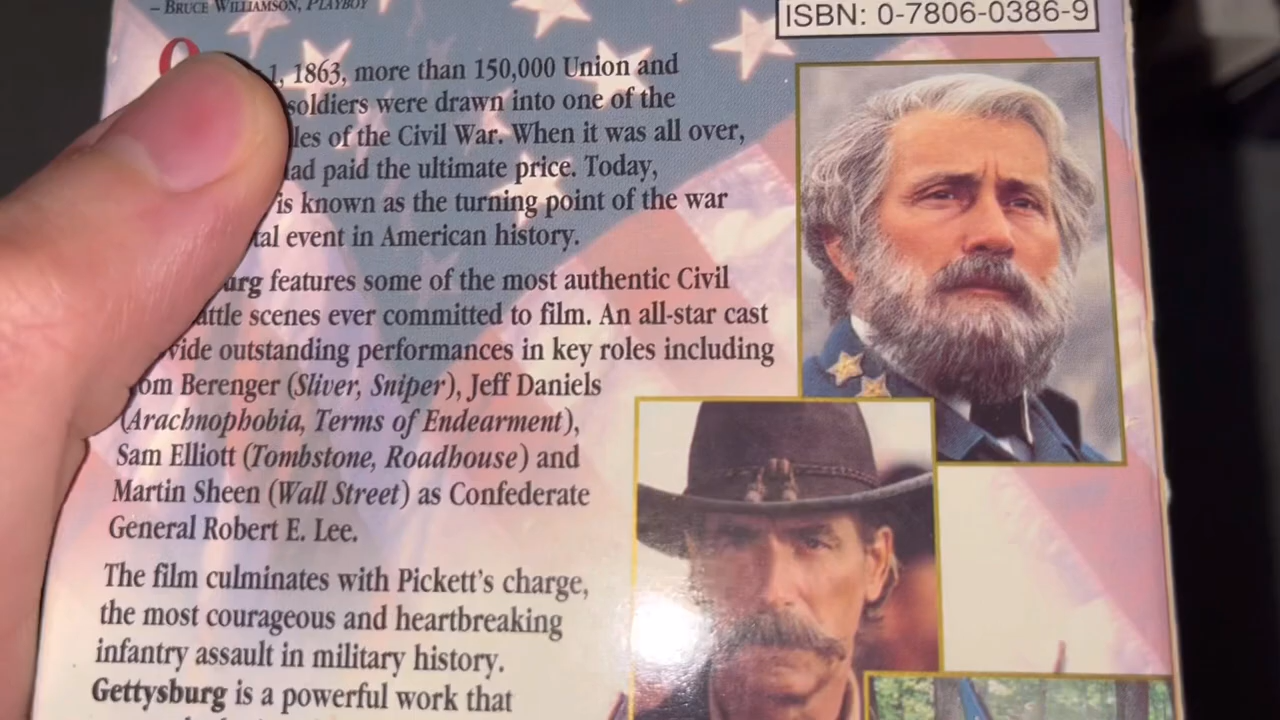 – BRUCE WILLIAMSON, PLAYBOY
ISBN: 0-7806-0386-9
O 1, 1863, more than 150,000 Union and
soldiers were drawn into one of the
les of the Civil War. When it was all over,
ad paid the ultimate price. Today,
is known as the turning point of the war
tal event in American history.
urg features some of the most authentic Civil
attle scenes ever committed to film. An all-star cast
vide outstanding performances in key roles including
om Berenger (Sliver, Sniper), Jeff Daniels
(Arachnophobia, Terms of Endearment),
Sam Elliott (Tombstone, Roadhouse) and
Martin Sheen (Wall Street) as Confederate
General Robert E. Lee.
The film culminates with Pickett's charge,
the most courageous and heartbreaking
infantry assault in military history.
Gettysburg is a powerful work that